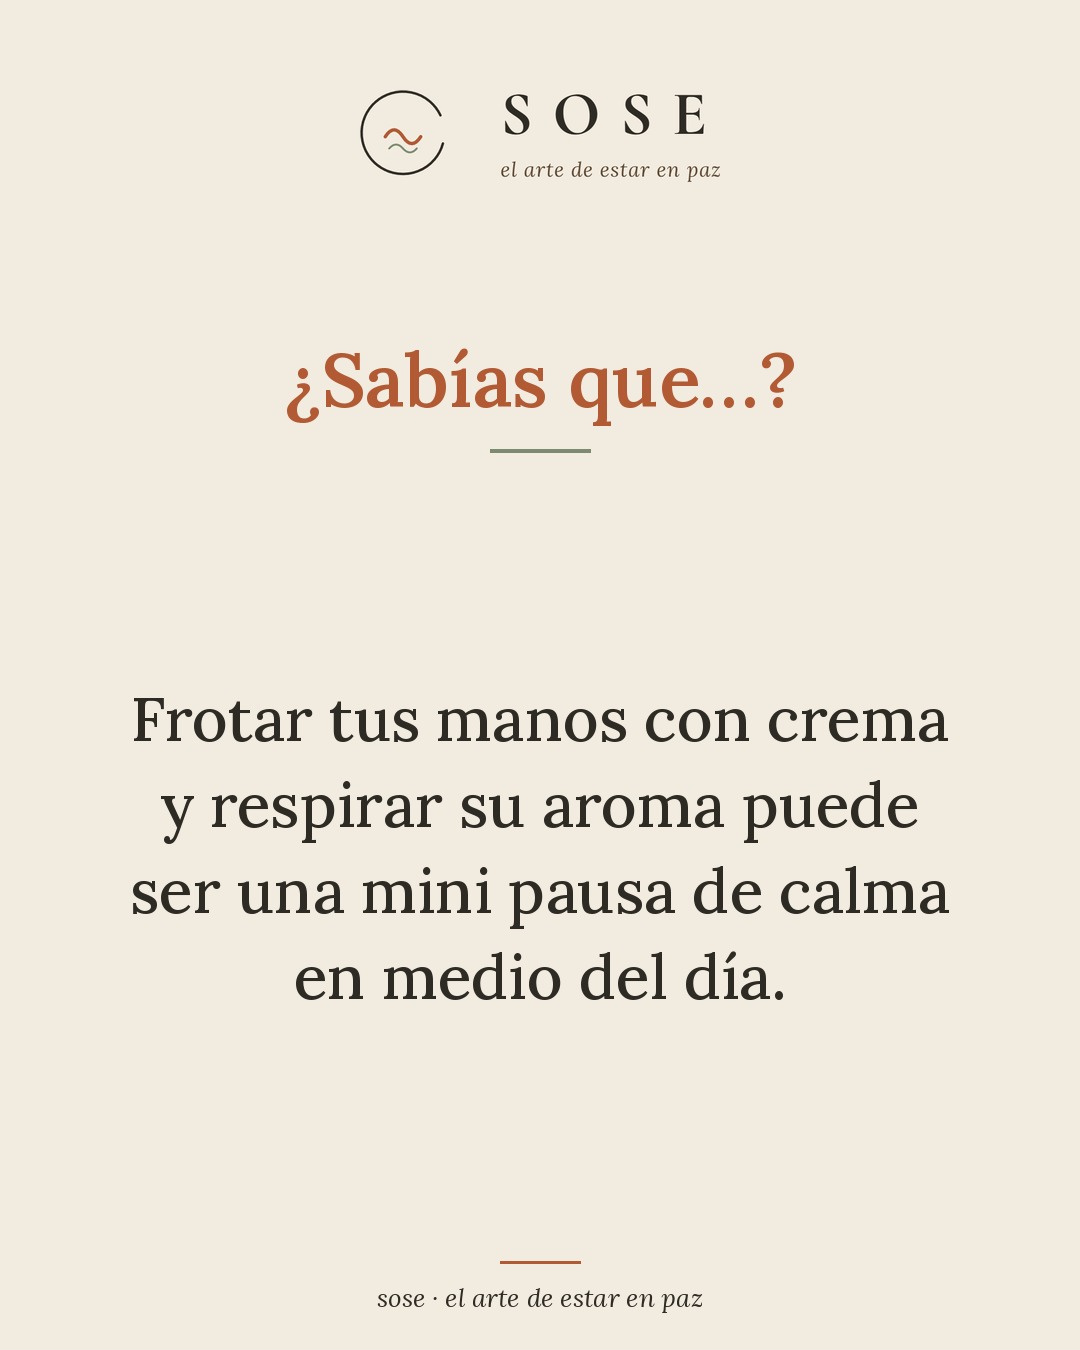 SOSE
el arte de estar en paz
¿Sabías que...?
Frotar tus manos con crema
y respirar su aroma puede
ser una mini pausa de calma
en medio del día.
sose · el arte de estar en paz